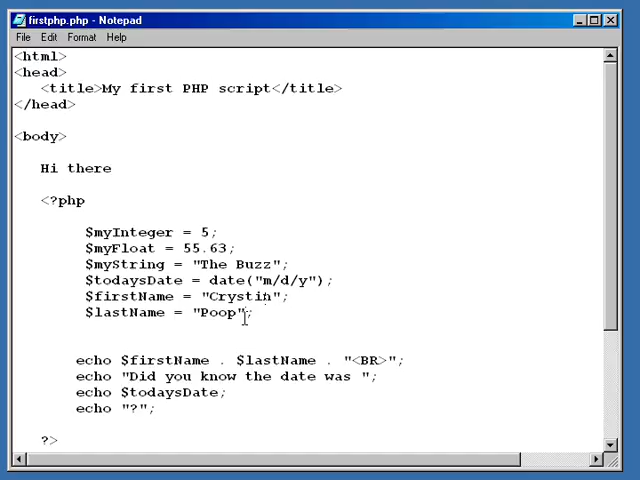 firstphp.php - Notepad
File Edit Format Help
<html>
<head>
<title>My first PHP script</title>
</head>
<body>
Hi there
<?php
$myInteger = 5;
$myFloat = 55.63;
$myString = "The Buzz";
$todaysDate = date("m/d/y");
$firstName = "Crystin";
$lastName = "Poop";
echo $firstName . $lastName . "<BR>";
echo "Did you know the date was ";
echo $todaysDate;
echo "?";
?>